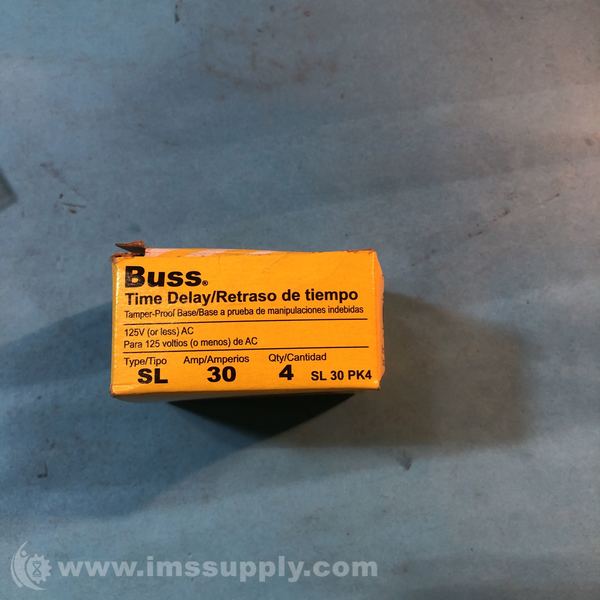 Buss®
Time Delay/Retraso de tiempo
Tamper-Proof Base/Base a prueba de manipulaciones indebidas
125V (or less) AC
Para 125 voltios (o menos) de AC
Type/Tipo Amp/Amperios Qty/Cantidad
SL 30 4 SL 30 PK4
www.imssupply.com